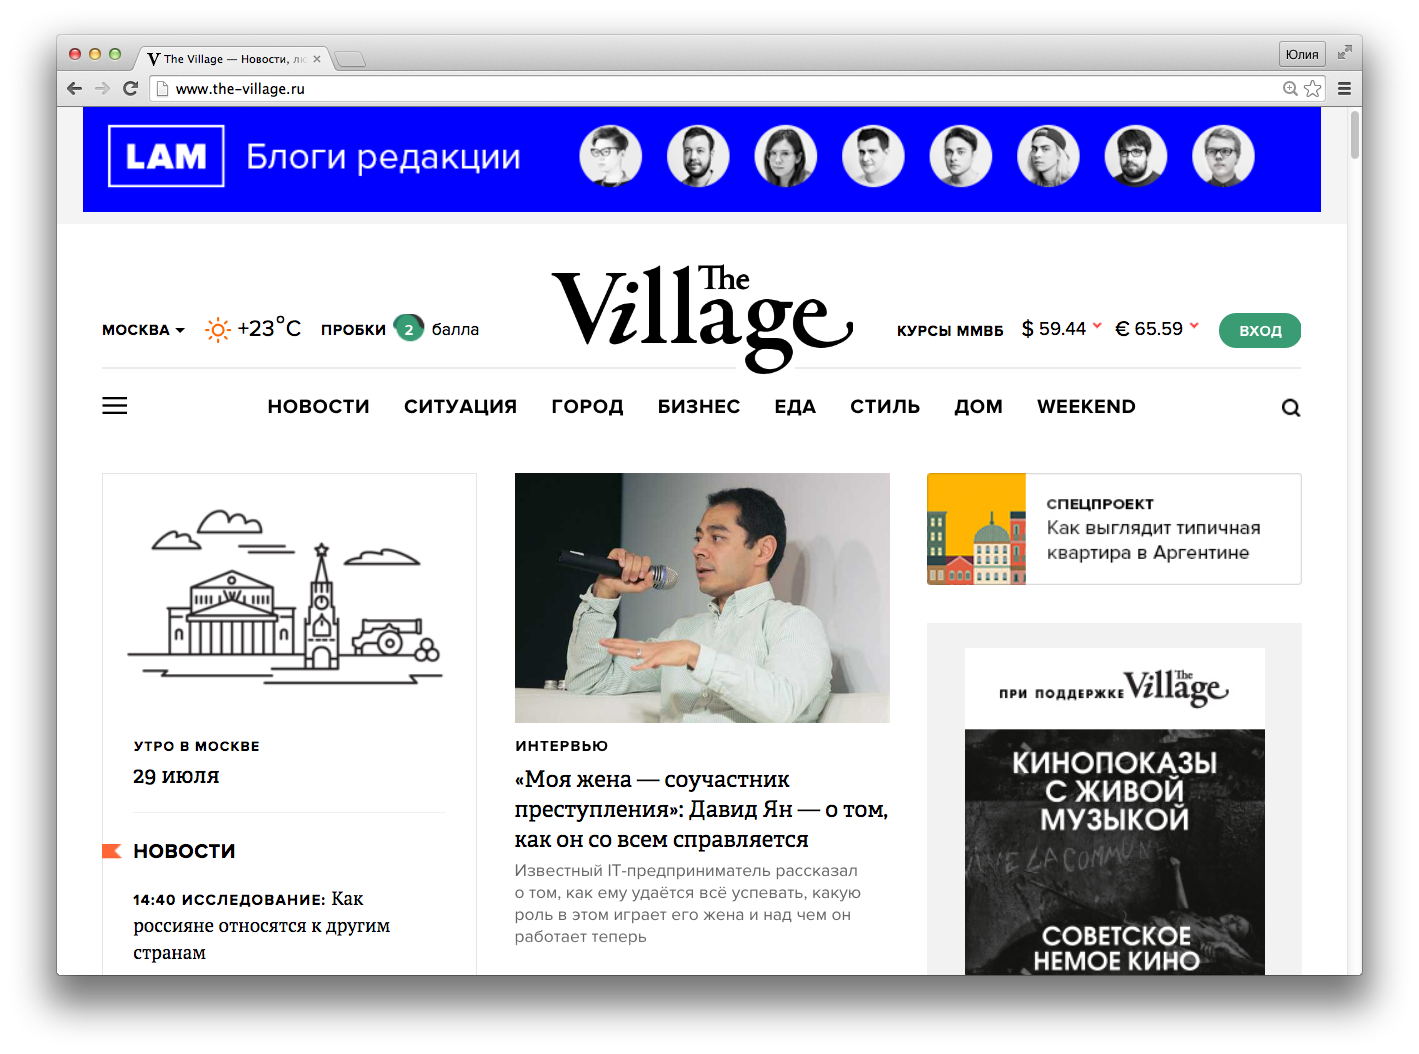 The Village — Новости, лю
Юлия
www.the-village.ru
LAM
Блоги редакции
The
Village
МОСКВА
+23°C
ПРОБКИ 2 балла
КУРСЫ ММВБ
$ 59.44
€ 65.59
ВХОД
НОВОСТИ СИТУАЦИЯ ГОРОД БИЗНЕС ЕДА СТИЛЬ ДОМ WEEKEND
УТРО В МОСКВЕ
29 июля
НОВОСТИ
14:40 ИССЛЕДОВАНИЕ: Как
россияне относятся к другим
странам
ИНТЕРВЬЮ
«Моя жена — соучастник
преступления»: Давид Ян — о том,
как он со всем справляется
Известный IT-предприниматель рассказал
о том, как ему удаётся всё успевать, какую
роль в этом играет его жена и над чем он
работает теперь
СПЕЦПРОЕКТ
Как выглядит типичная
квартира в Аргентине
ПРИ ПОДДЕРЖКЕ The Village
КИНОПОКАЗЫ
С ЖИВОЙ
МУЗЫКОЙ
VIVE LA COMMUNE
СОВЕТСКОЕ
НЕМОЕ КИНО